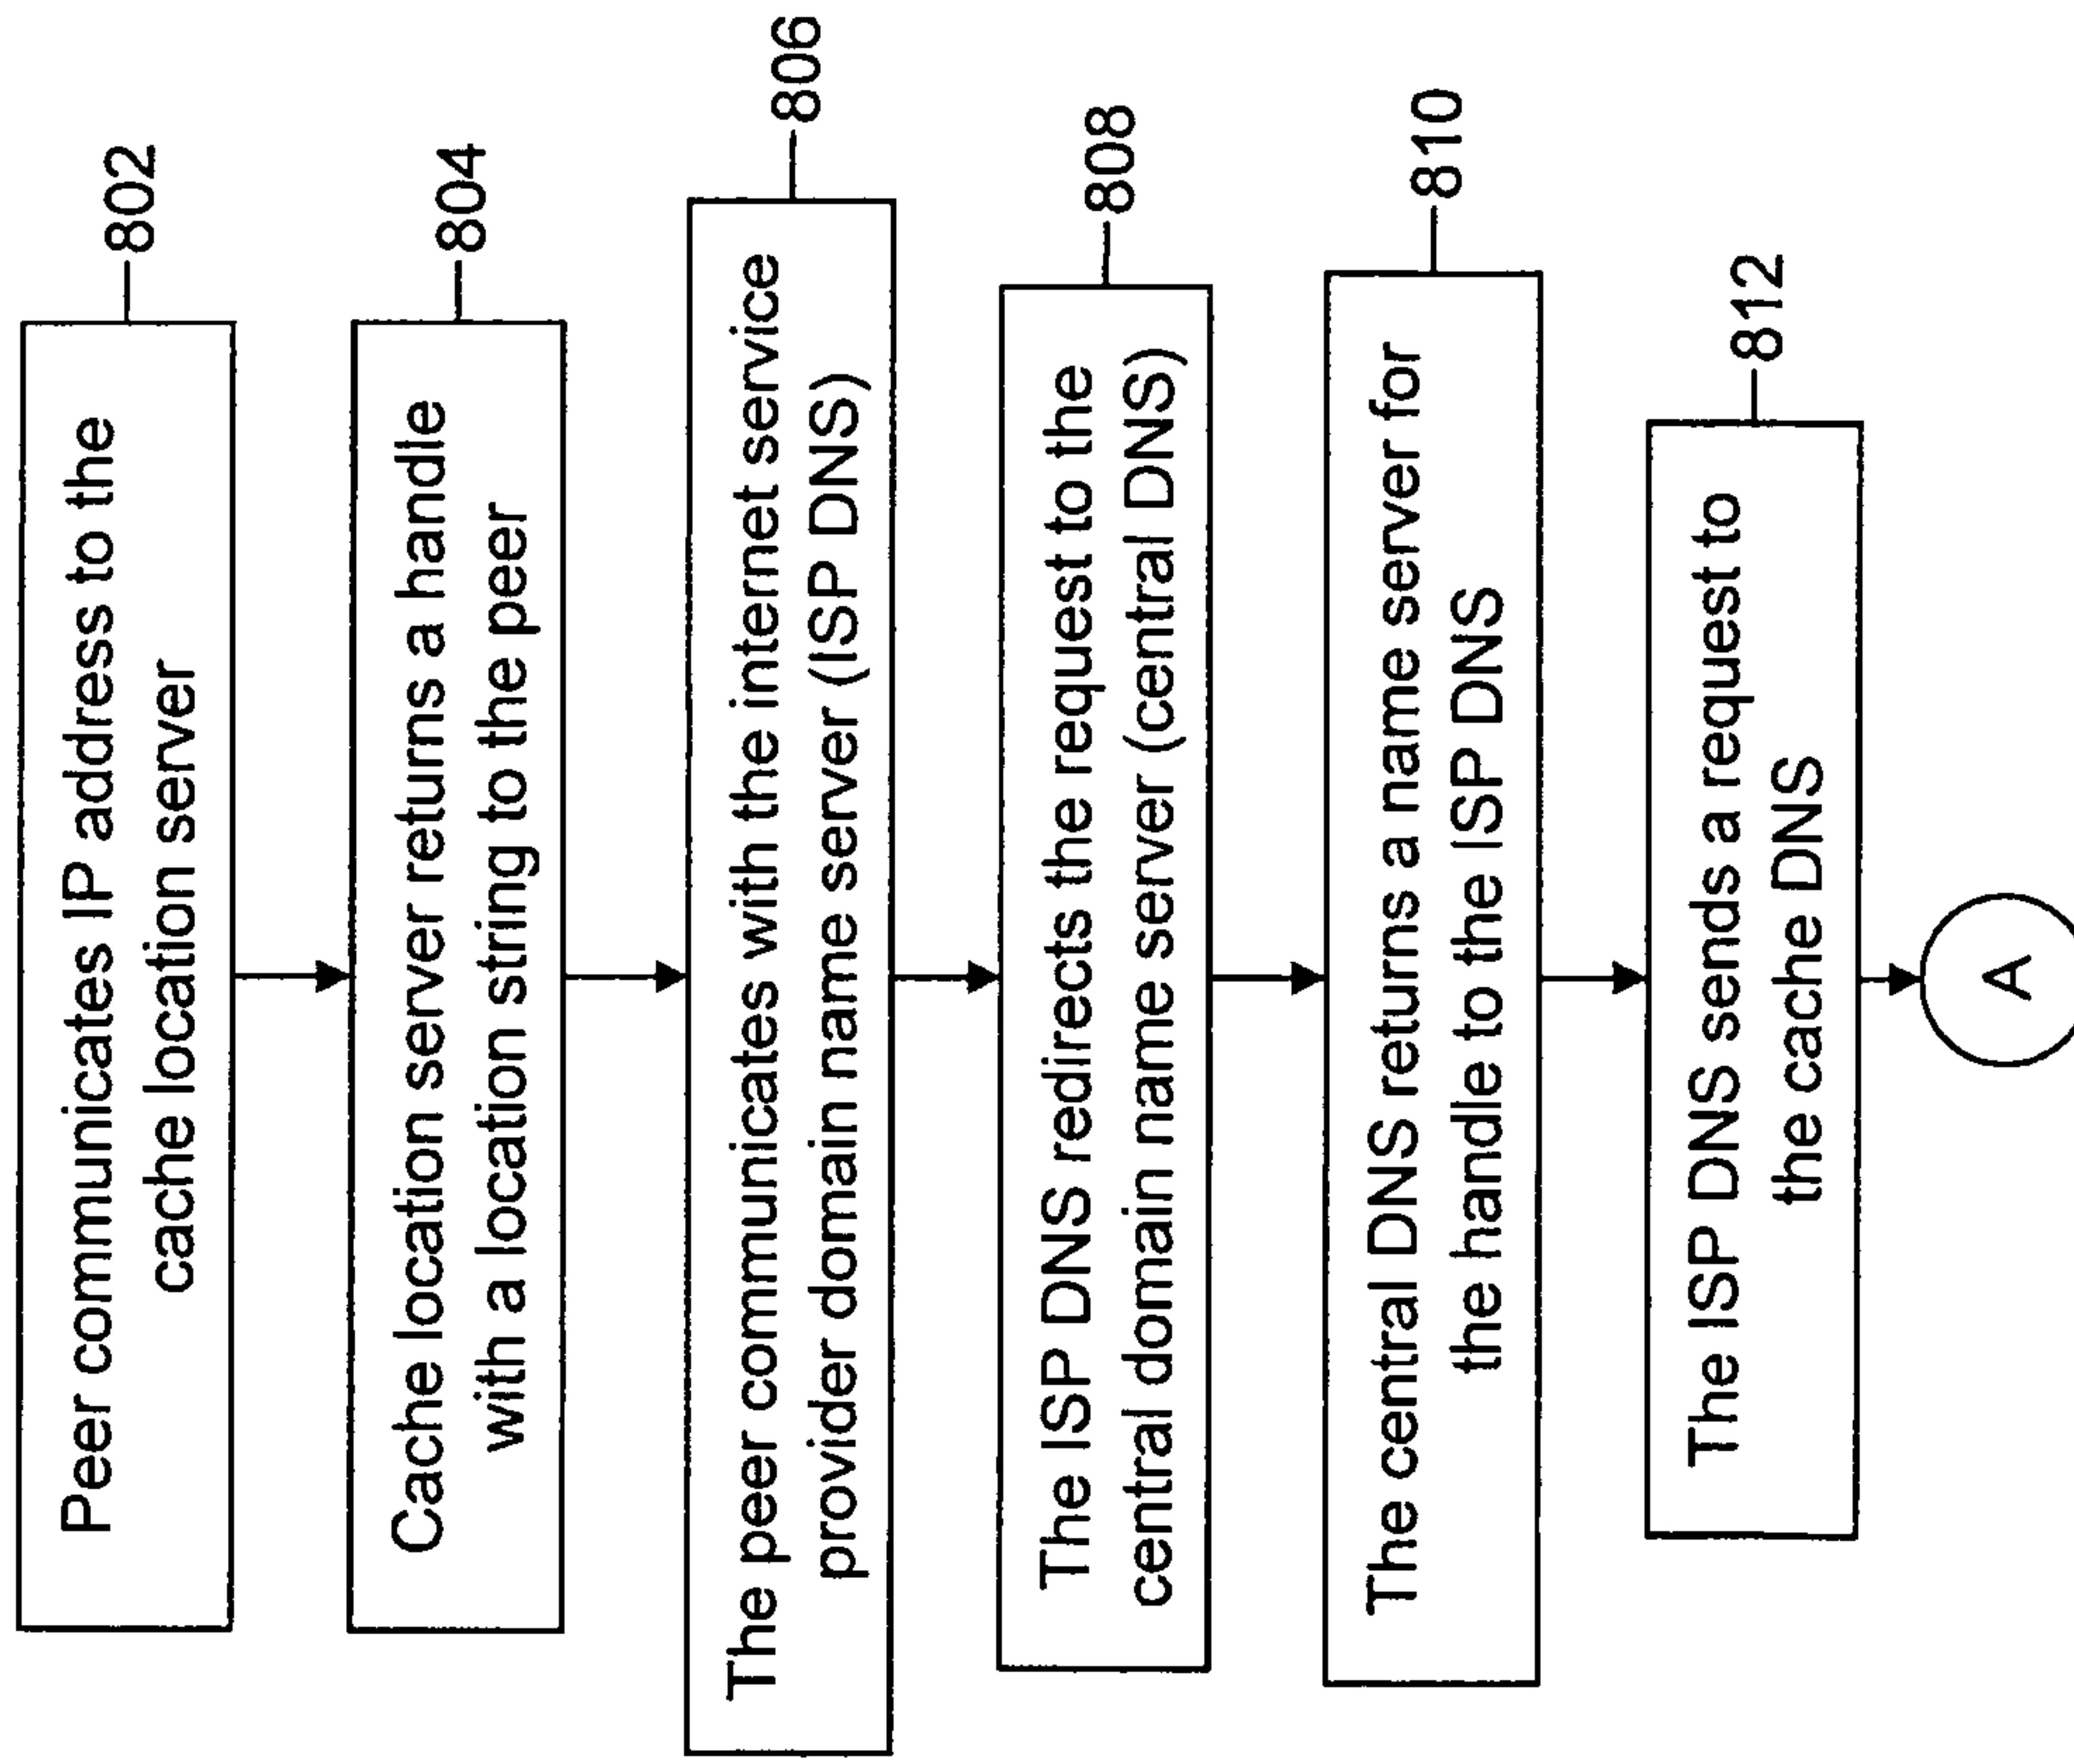 Peer communicates IP address to the
cache location server
802
Cache location server returns a handle
with a location string to the peer
804
The peer communicates with the internet service
provider domain name server (ISP DNS)
806
The ISP DNS redirects the request to the
central domain name server (central DNS)
808
The central DNS returns a name server for
the handle to the ISP DNS
810
The ISP DNS sends a request to
the cache DNS
812
A